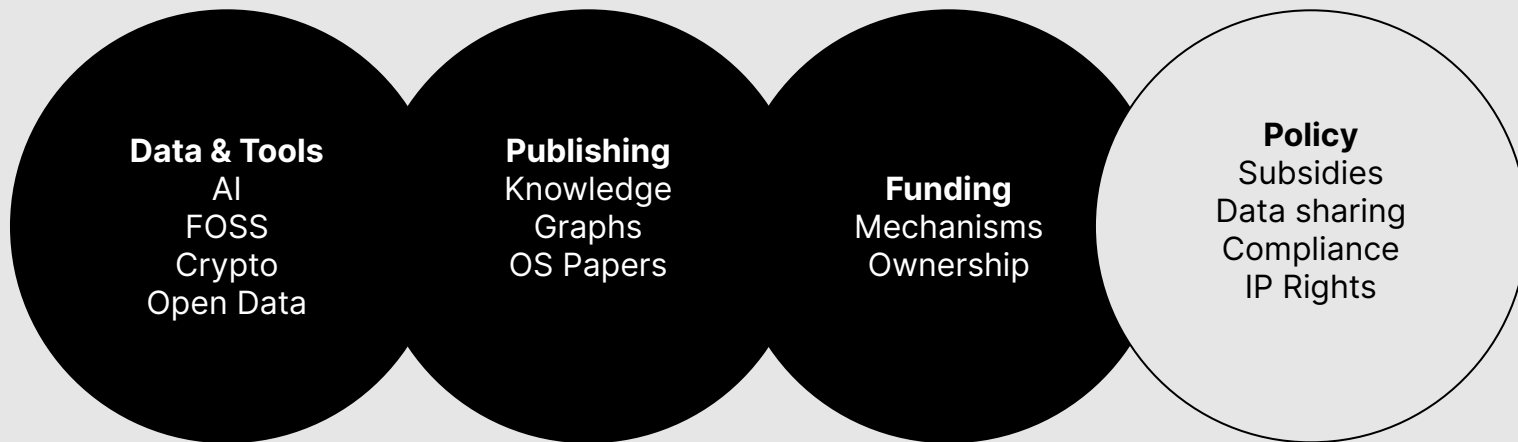 Data & Tools
AI
FOSS
Crypto
Open Data
Publishing
Knowledge
Graphs
OS Papers
Funding
Mechanisms
Ownership
Policy
Subsidies
Data sharing
Compliance
IP Rights